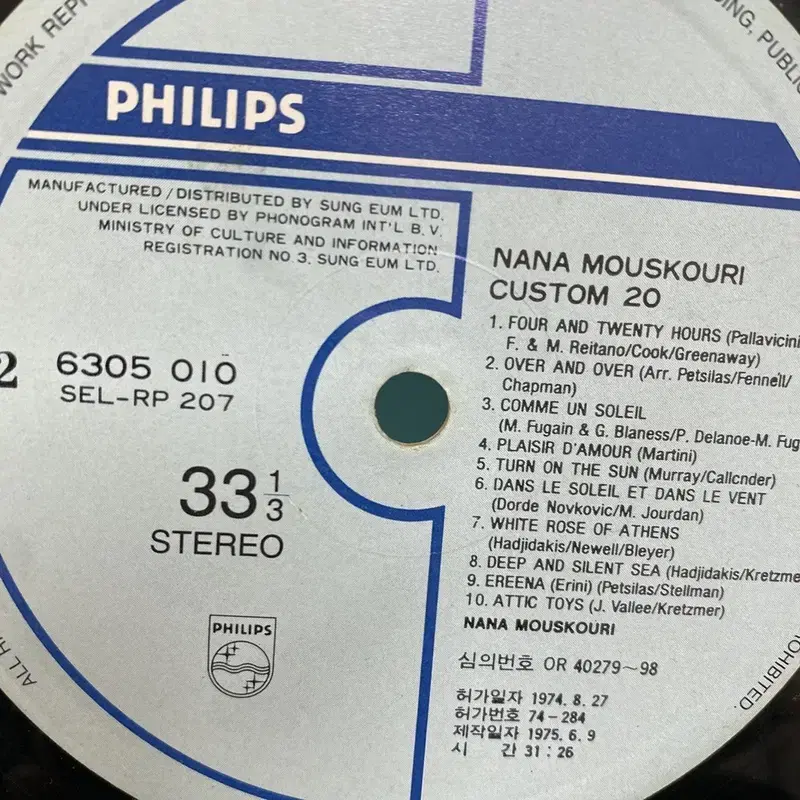 WORK REPR
ING, PUBLIC
PHILIPS
MANUFACTURED / DISTRIBUTED BY SUNG EUM LTD.
UNDER LICENSED BY PHONOGRAM INT'L B. V.
MINISTRY OF CULTURE AND INFORMATION
REGISTRATION NO 3. SUNG EUM LTD.
2
6305 010
SEL-RP 207
33 1/3
STEREO
PHILIPS
NANA MOUSKOURI
CUSTOM 20
1. FOUR AND TWENTY HOURS (Pallavicini
F. & M. Reitano/Cook/Greenaway)
2. OVER AND OVER (Arr. Petsilas/Fennell/
Chapman)
3. COMME UN SOLEIL
(M. Fugain & G. Blaness/P. Delanoe-M. Fug
4. PLAISIR D'AMOUR (Martini)
5. TURN ON THE SUN (Murray/Callcnder)
6. DANS LE SOLEIL ET DANS LE VENT
(Dorde Novkovic/M. Jourdan)
7. WHITE ROSE OF ATHENS
(Hadjidakis/Newell/Bleyer)
8. DEEP AND SILENT SEA (Hadjidakis/Kretzme
9. EREENA (Erini) (Petsilas/Stellman)
10. ATTIC TOYS (J. Vallee/Kretzmer)
NANA MOUSKOURI
심의번호 OR 40279~98
허가일자 1974. 8. 27
허가번호 74-284
제작일자 1975. 6. 9
시 간 31 : 26
ALL RI
OHIBITED.